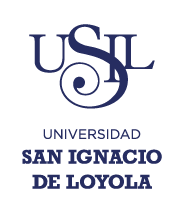 USIL
UNIVERSIDAD
SAN IGNACIO
DE LOYOLA